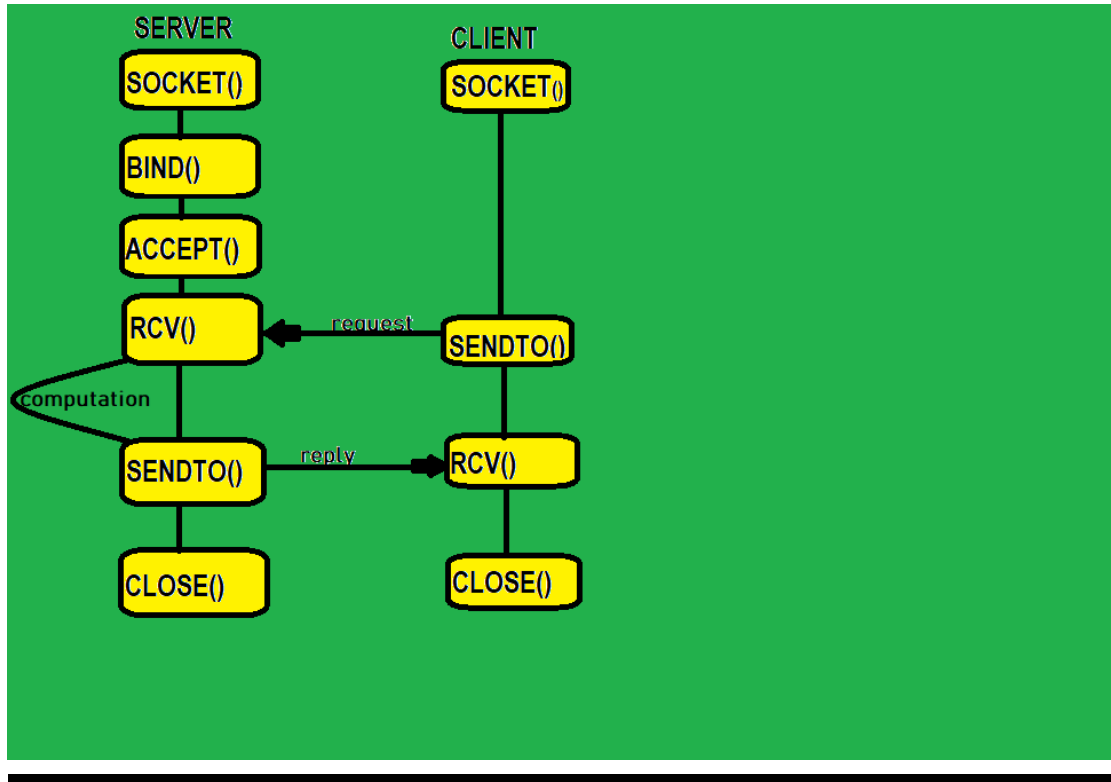 SERVER
SOCKET()
BIND()
ACCEPT()
RCV()
computation
SENDTO()
CLOSE()
request
reply
CLIENT
SOCKET()
SENDTO()
RCV()
CLOSE()